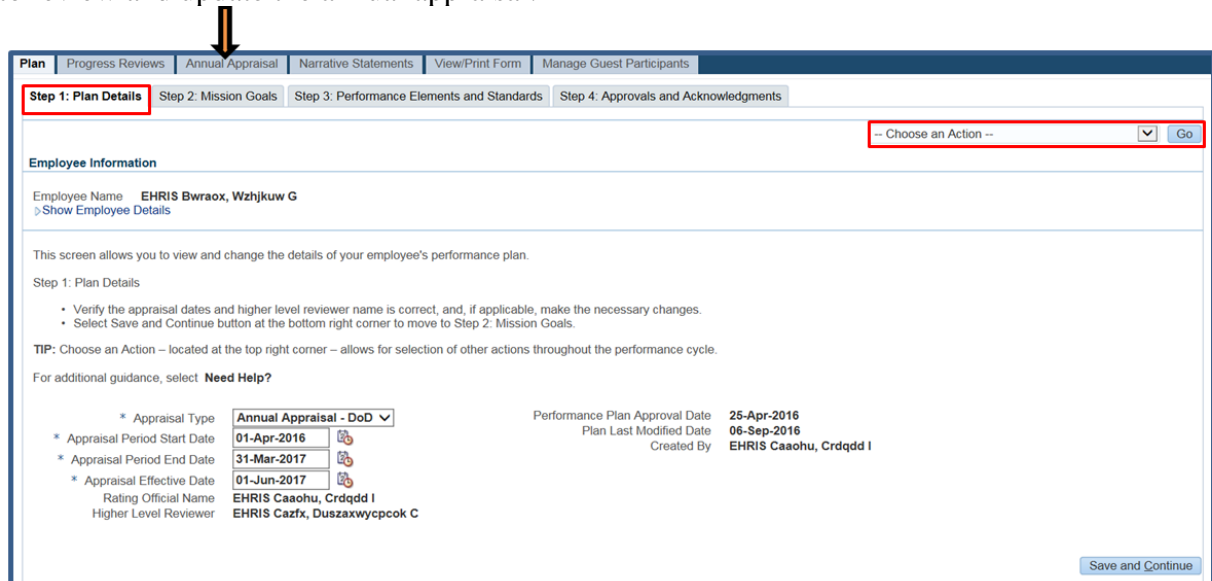 Plan Progress Reviews Annual Appraisal Narrative Statements View/Print Form Manage Guest Participants
Step 1: Plan Details Step 2: Mission Goals Step 3: Performance Elements and Standards Step 4: Approvals and Acknowledgments
-- Choose an Action -- Go
Employee Information
Employee Name EHRIS Bwraox, Wzhjkuw G
Show Employee Details
This screen allows you to view and change the details of your employee's performance plan.
Step 1: Plan Details
• Verify the appraisal dates and higher level reviewer name is correct, and, if applicable, make the necessary changes.
• Select Save and Continue button at the bottom right corner to move to Step 2: Mission Goals.
TIP: Choose an Action – located at the top right corner – allows for selection of other actions throughout the performance cycle.
For additional guidance, select Need Help?
* Appraisal Type Annual Appraisal - DoD Performance Plan Approval Date 25-Apr-2016
* Appraisal Period Start Date 01-Apr-2016 Plan Last Modified Date 06-Sep-2016
* Appraisal Period End Date 31-Mar-2017 Created By EHRIS Caaohu, Crdqdd I
* Appraisal Effective Date 01-Jun-2017
Rating Official Name EHRIS Caaohu, Crdqdd I
Higher Level Reviewer EHRIS Cazfx, Duszaxwycpcok C
Save and Continue